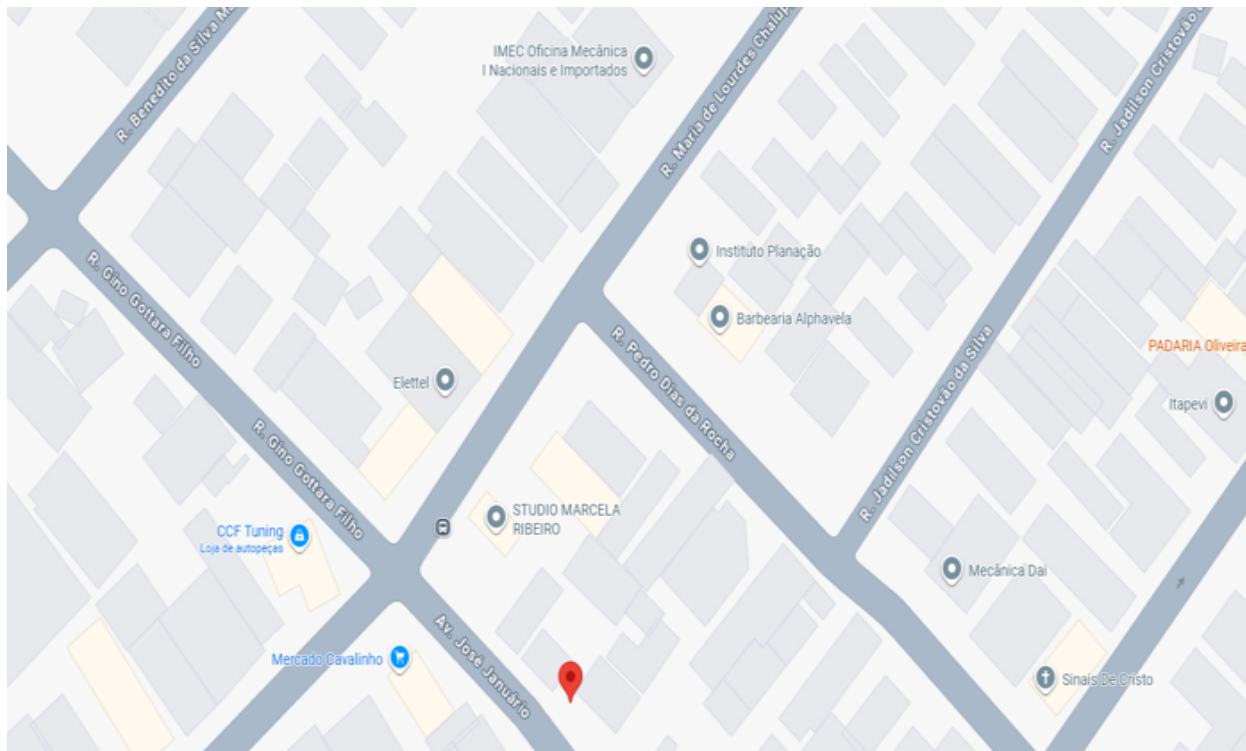 R. Benedito da Silva Ma
IMEC Oficina Mecânica
I Nacionais e Importados
R. Maria de Lourdes Chalup
R. Jadilson Cristovão d
R. Gino Gottara Filho
Instituto Planação
Barbearia Alphavela
R. Pedro Dias da Rocha
R. Jadilson Cristovão da Silva
PADARIA Oliveira
Itapevi
Elettel
R. Gino Gottara Filho
STUDIO MARCELA
RIBEIRO
CCF Tuning
Loja de autopeças
Mecânica Dai
Av. José Januário
Mercado Cavalinho
Sinais De Cristo